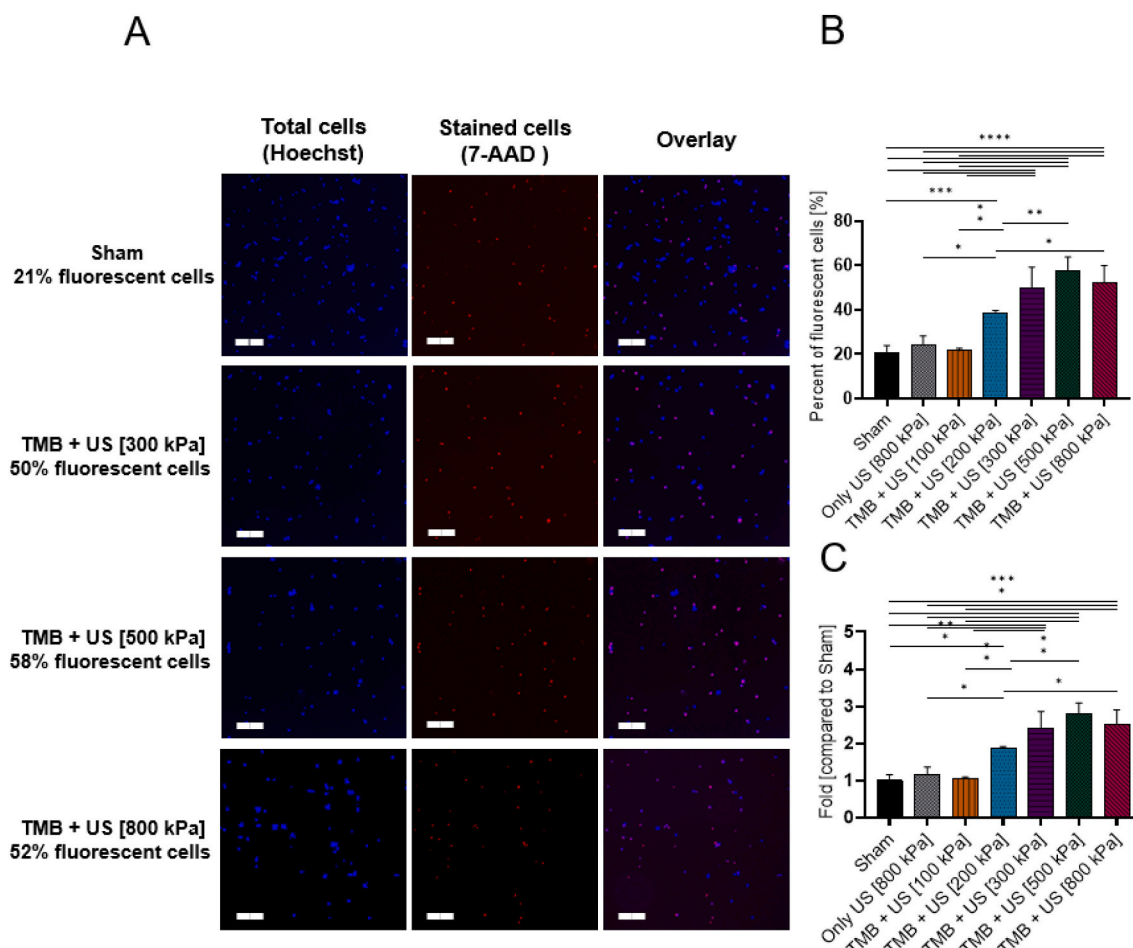 A
Total cells
(Hoechst)
Stained cells
(7-AAD )
Overlay
Sham
21% fluorescent cells
TMB + US [300 kPa]
50% fluorescent cells
TMB + US [500 kPa]
58% fluorescent cells
TMB + US [800 kPa]
52% fluorescent cells
B
****
***
*
*
**
*
*
Percent of fluorescent cells [%]
80
60
40
20
0
Sham
Only US [800 kPa]
TMB + US [100 kPa]
TMB + US [200 kPa]
TMB + US [300 kPa]
TMB + US [500 kPa]
TMB + US [800 kPa]
C
***
*
**
*
*
*
*
*
*
*
Fold [compared to Sham]
5
4
3
2
1
0
Sham
Only US [800 kPa]
TMB + US [100 kPa]
TMB + US [200 kPa]
TMB + US [300 kPa]
TMB + US [500 kPa]
TMB + US [800 kPa]